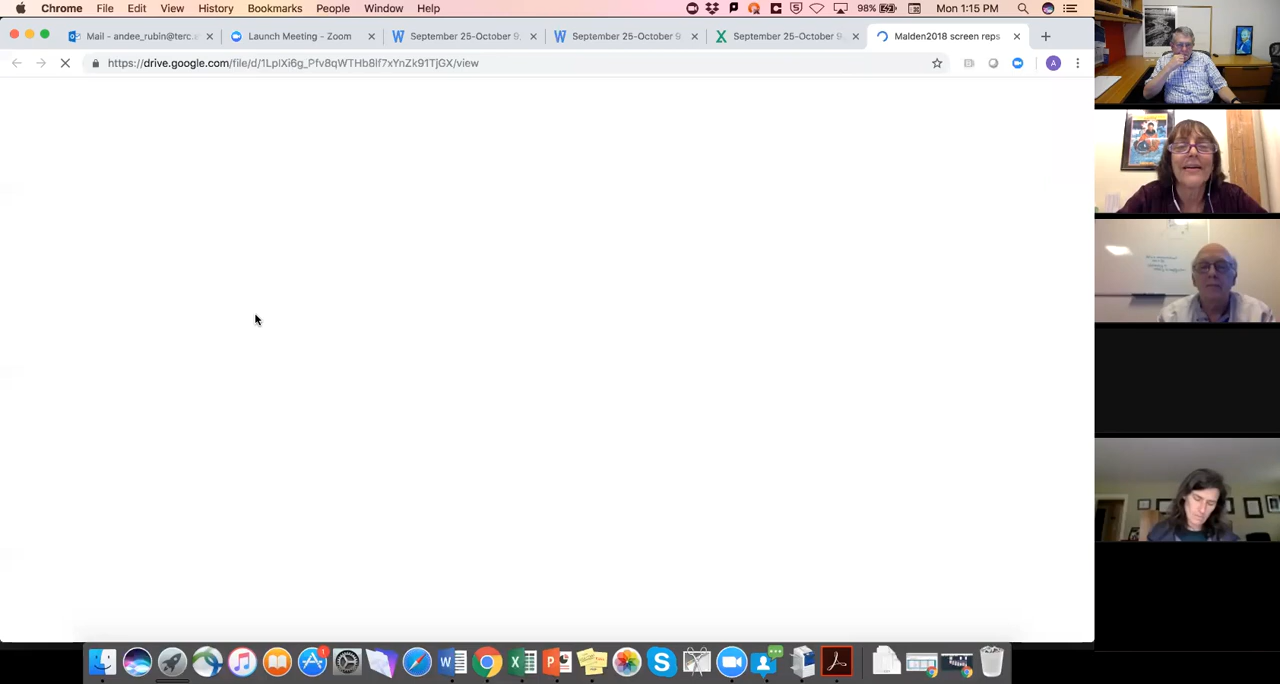 Chrome File Edit View History Bookmarks People Window Help 98% Mon 1:15 PM
Mail - andee_rubin@terc.e Launch Meeting - Zoom September 25-October 9. September 25-October 9 September 25-October 9 Malden2018 screen reps
https://drive.google.com/file/d/1LpIXi6g_Pfv8qWTHb8lf7xYnZk91TjGX/view A
1